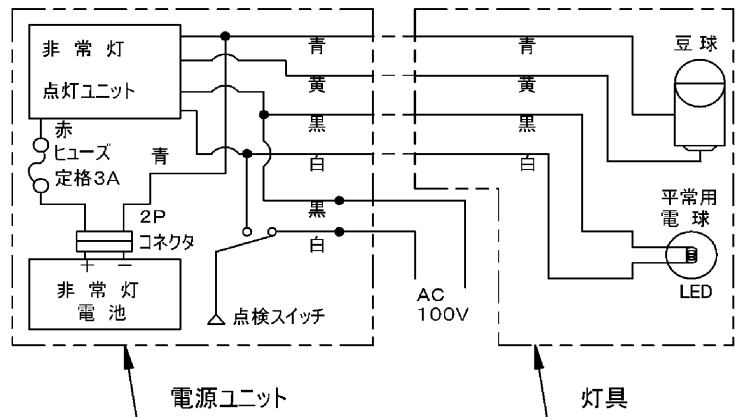 非常灯
点灯ユニット
青
青
豆球
黄
黄
黒
黒
赤
ヒューズ
定格3A
青
白
白
2P
コネクタ
黒
白
平常用
電球
LED
+
−
非常灯
電池
点検スイッチ
AC
100V
電源ユニット
灯具